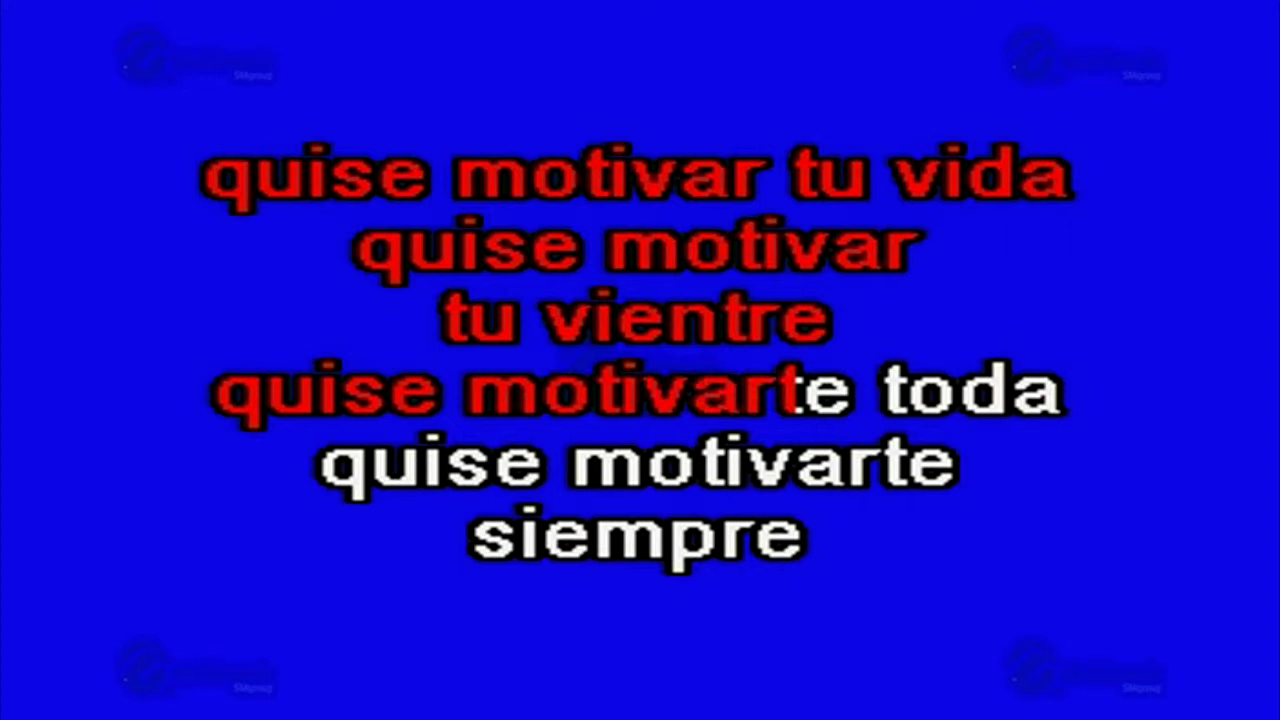 quise motivar tu vida
quise motivar
tu vientre
quise motivarte toda
quise motivarte
siempre